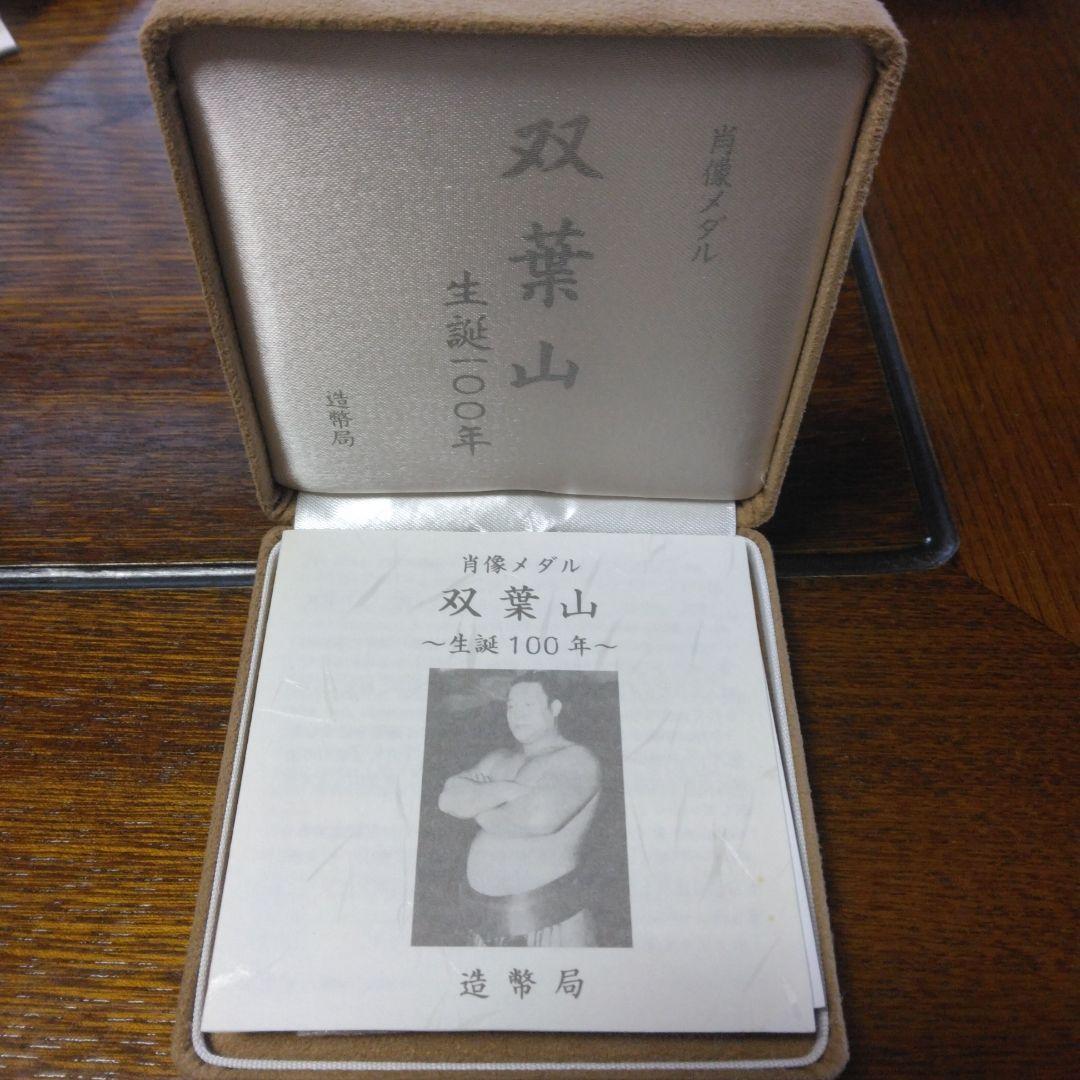 肖像メダル
双葉山
生誕一〇〇年
造幣局
肖像メダル
双葉山
～生誕100年～
造幣局